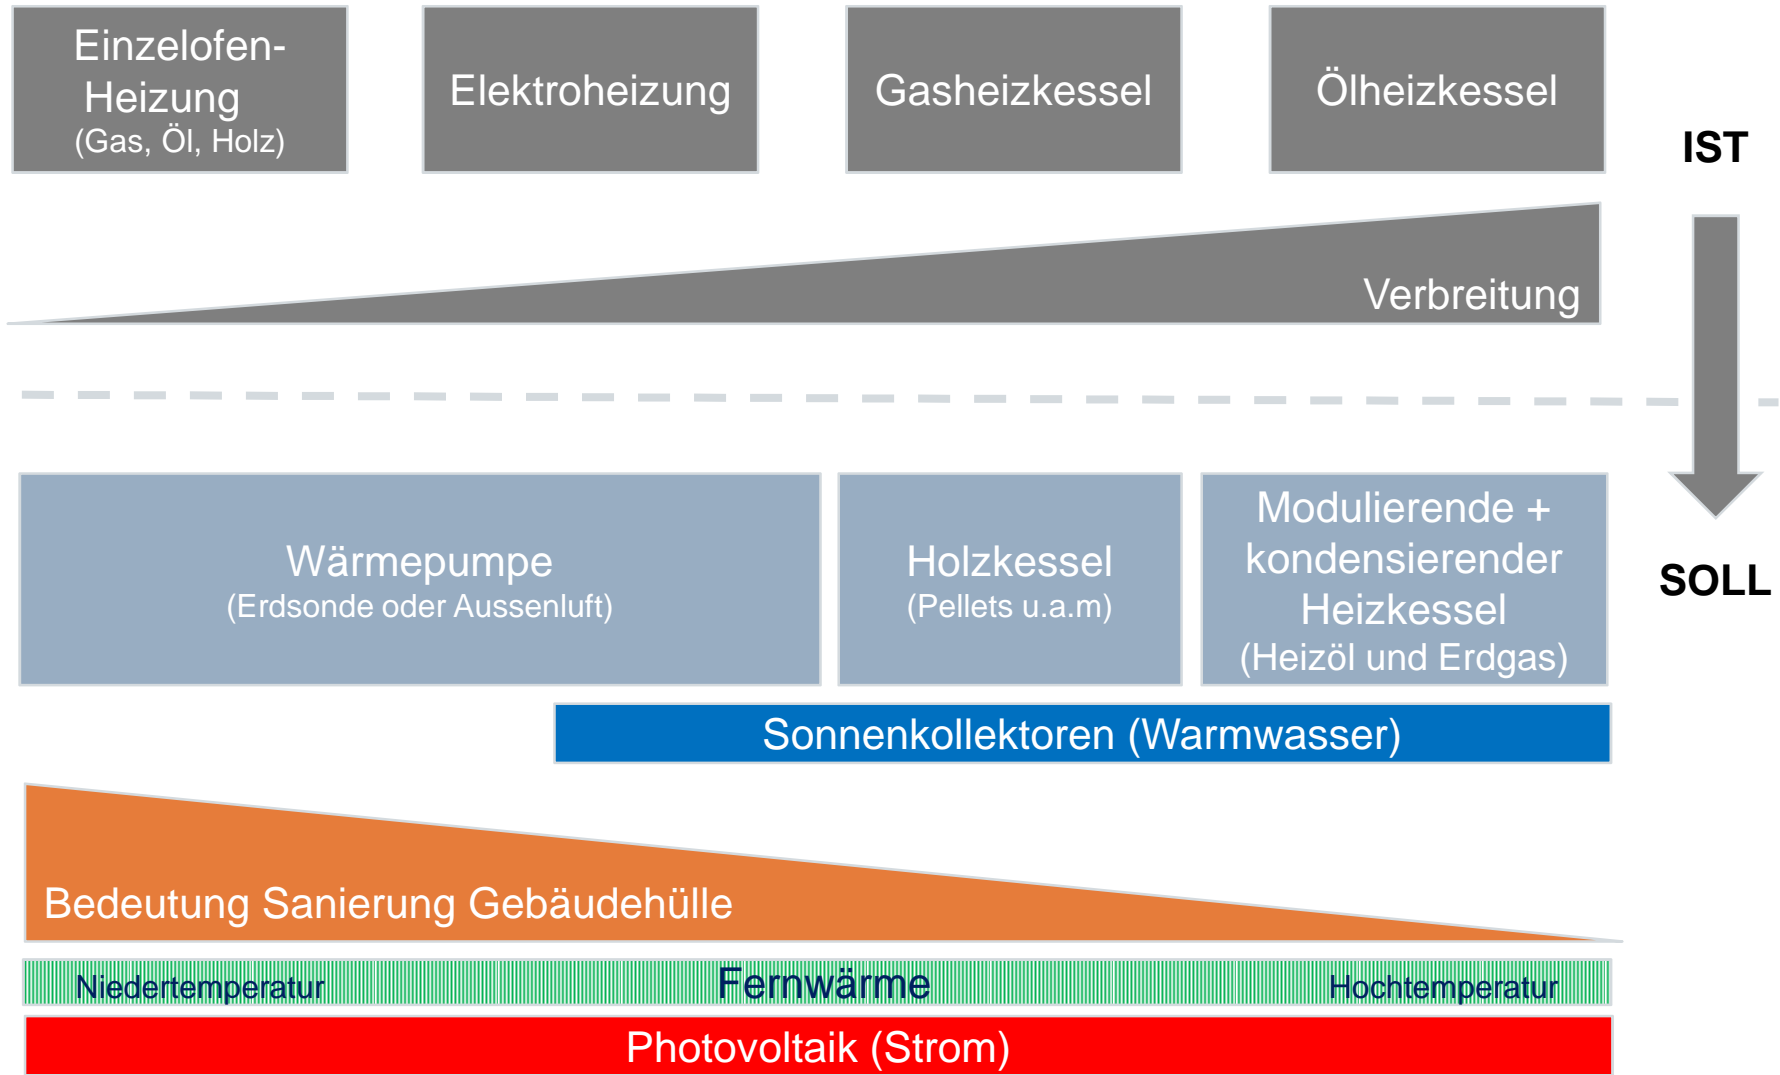 Einzelofen-
Heizung
(Gas, Öl, Holz)
Elektroheizung
Gasheizkessel
Ölheizkessel
IST
Verbreitung
Wärmepumpe
(Erdsonde oder Aussenluft)
Holzkessel
(Pellets u.a.m)
Modulierende +
kondensierender
Heizkessel
(Heizöl und Erdgas)
SOLL
Sonnenkollektoren (Warmwasser)
Bedeutung Sanierung Gebäudehülle
Niedertemperatur
Fernwärme
Hochtemperatur
Photovoltaik (Strom)